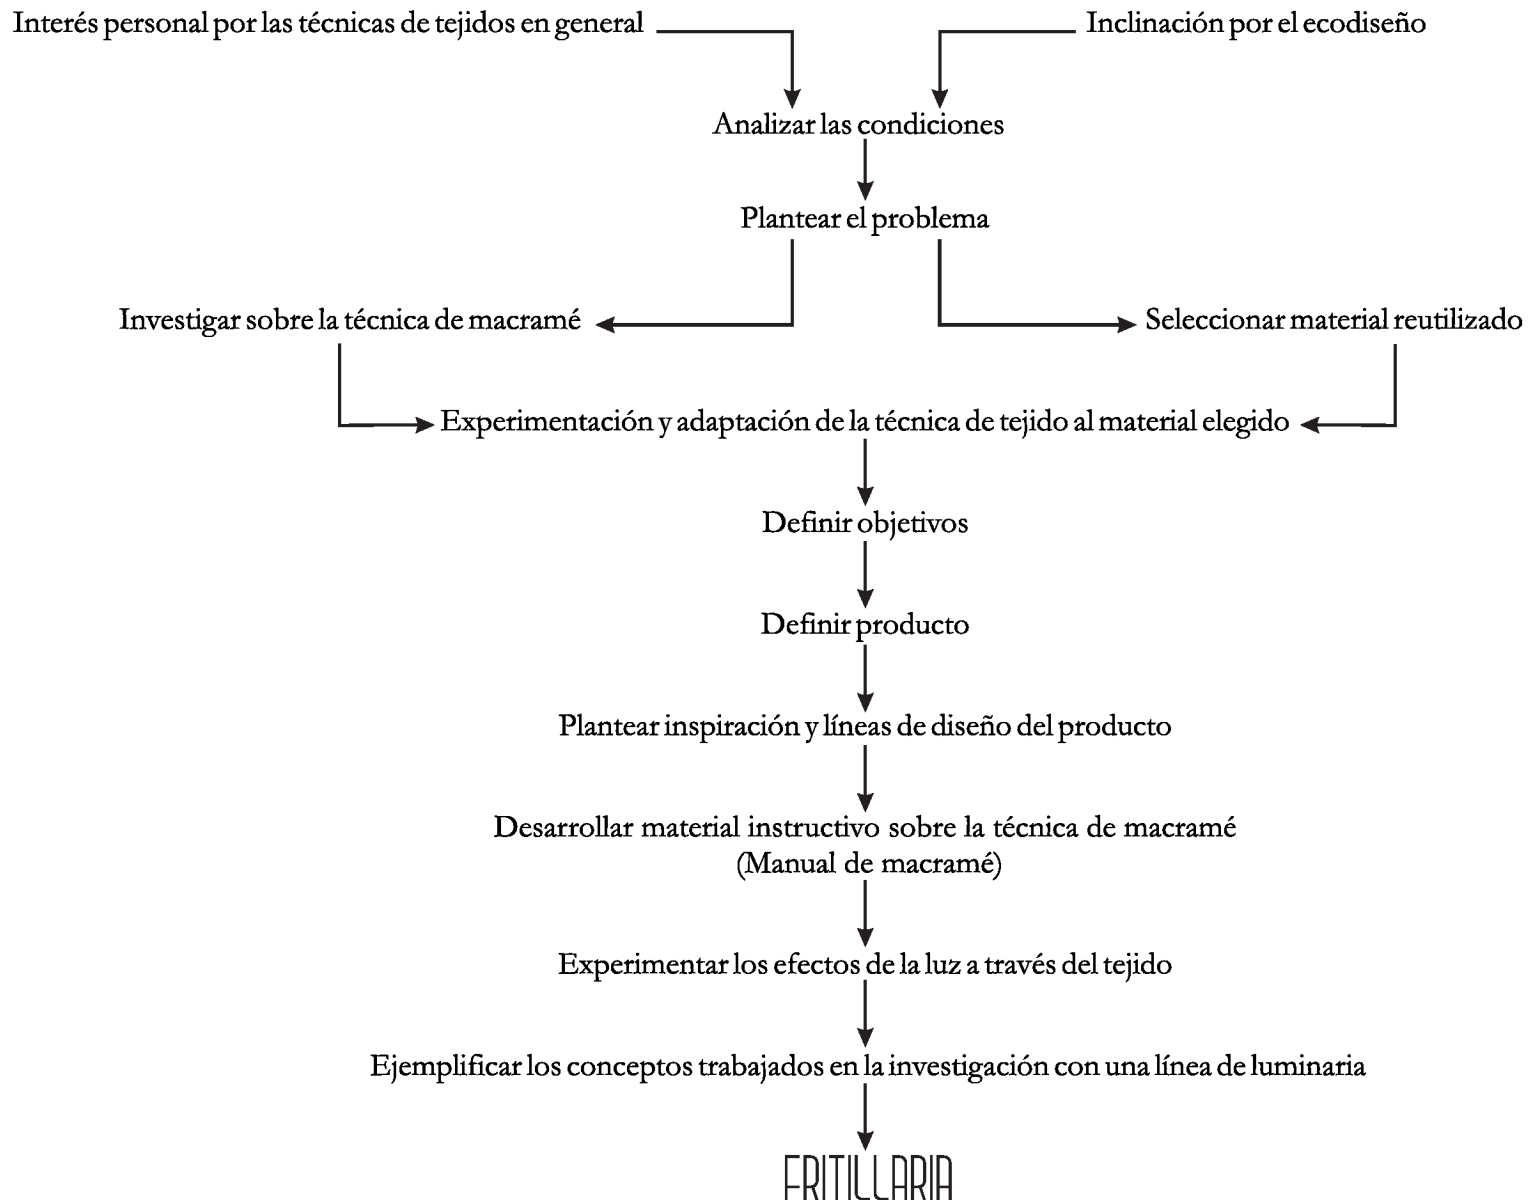 Interés personal por las técnicas de tejidos en general
Inclinación por el ecodiseño
Analizar las condiciones
Plantear el problema
Investigar sobre la técnica de macramé
Seleccionar material reutilizado
Experimentación y adaptación de la técnica de tejido al material elegido
Definir objetivos
Definir producto
Plantear inspiración y líneas de diseño del producto
Desarrollar material instructivo sobre la técnica de macramé
(Manual de macramé)
Experimentar los efectos de la luz a través del tejido
Ejemplificar los conceptos trabajados en la investigación con una línea de luminaria
FRITILLARIA